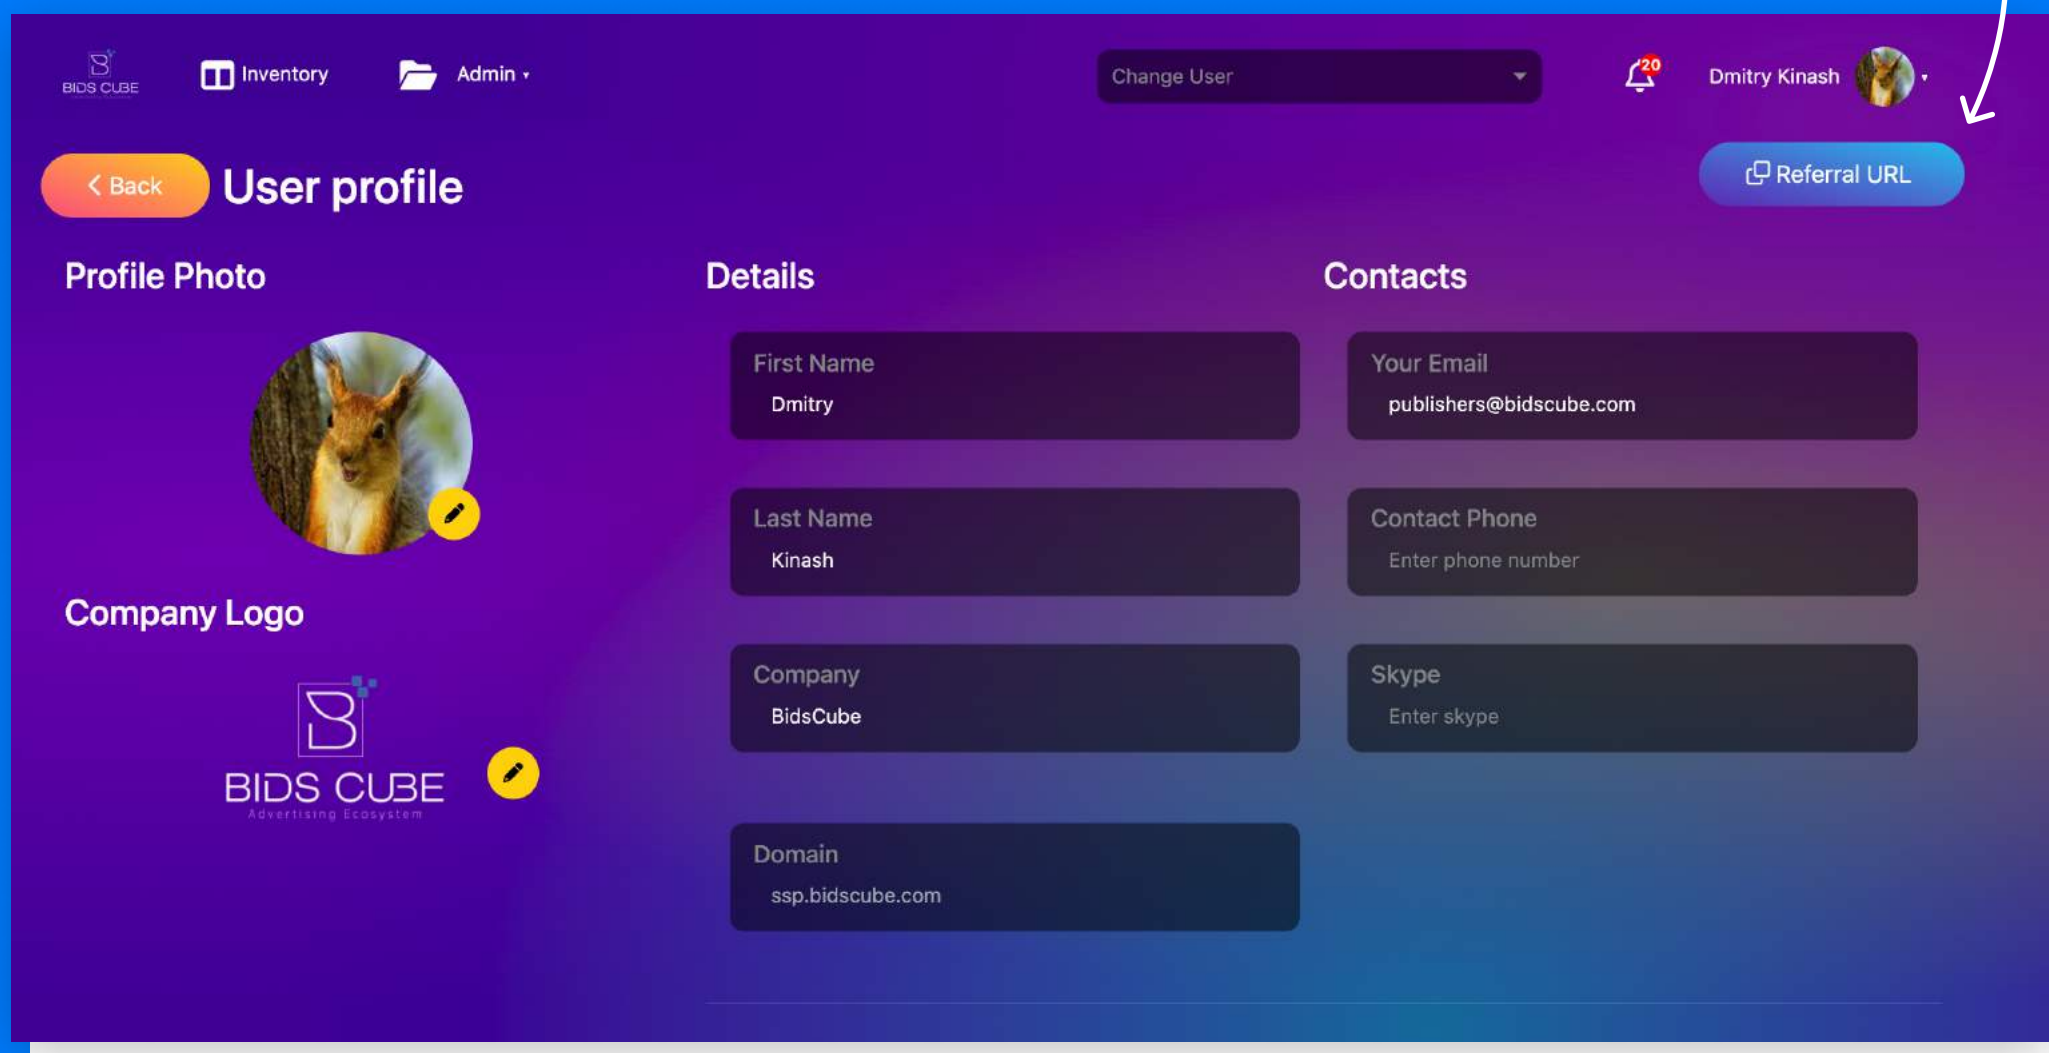 BIDS CUBE
Inventory
Admin
Change User
20
Dmitry Kinash
Back
User profile
Referral URL
Profile Photo
Details
Contacts
First Name
Dmitry
Your Email
publishers@bidscube.com
Last Name
Kinash
Contact Phone
Enter phone number
Company Logo
Company
BidsCube
Skype
Enter skype
B
BIDS CUBE
Advertising Ecosystem
Domain
ssp.bidscube.com